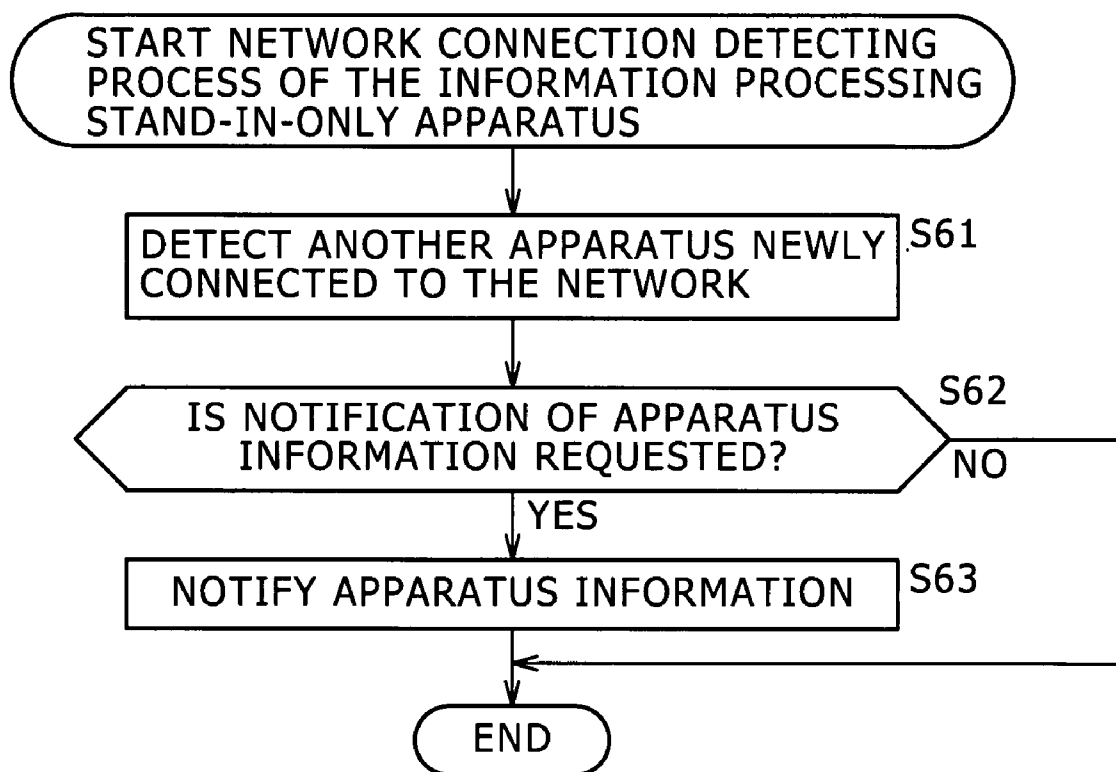 START NETWORK CONNECTION DETECTING
PROCESS OF THE INFORMATION PROCESSING
STAND-IN-ONLY APPARATUS
DETECT ANOTHER APPARATUS NEWLY
CONNECTED TO THE NETWORK
S61
IS NOTIFICATION OF APPARATUS
INFORMATION REQUESTED?
S62
NO
YES
NOTIFY APPARATUS INFORMATION
S63
END